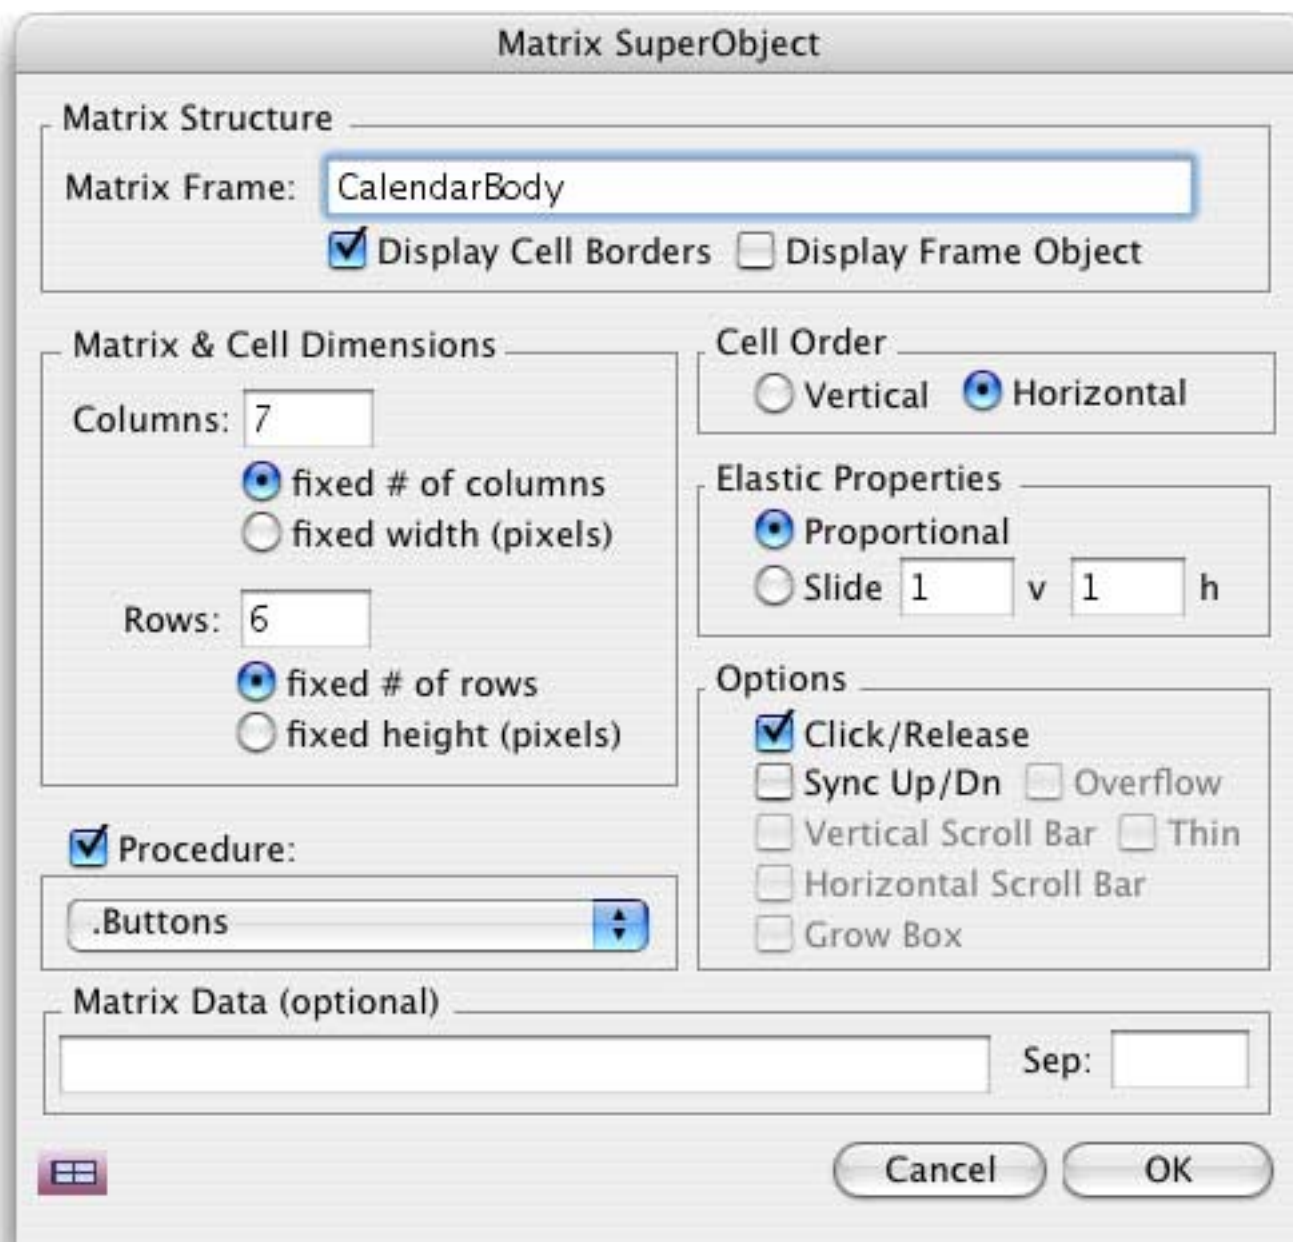 Matrix SuperObject
Matrix Structure
Matrix Frame: CalendarBody
Display Cell Borders Display Frame Object
Matrix & Cell Dimensions
Columns: 7
fixed # of columns
fixed width (pixels)
Rows: 6
fixed # of rows
fixed height (pixels)
Cell Order
Vertical Horizontal
Elastic Properties
Proportional
Slide 1 v 1 h
Options
Click/Release
Sync Up/Dn Overflow
Vertical Scroll Bar Thin
Horizontal Scroll Bar
Grow Box
Procedure:
.Buttons
Matrix Data (optional)
Sep:
Cancel OK